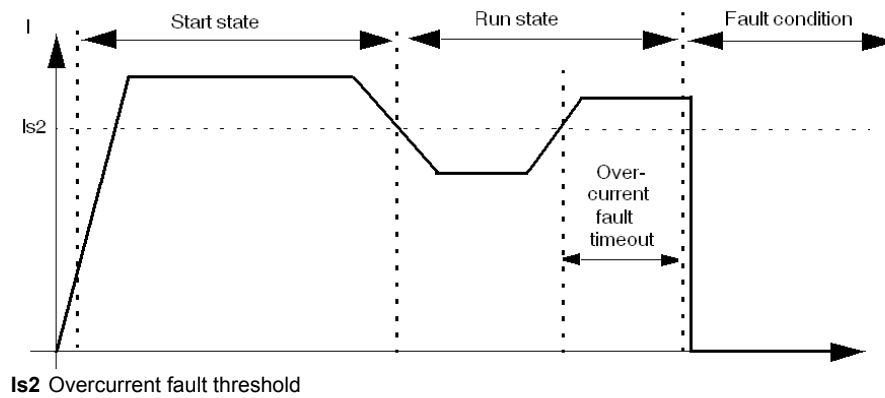 I
Start state
Run state
Fault condition
Is2
Over-
current
fault
timeout
Is2 Overcurrent fault threshold